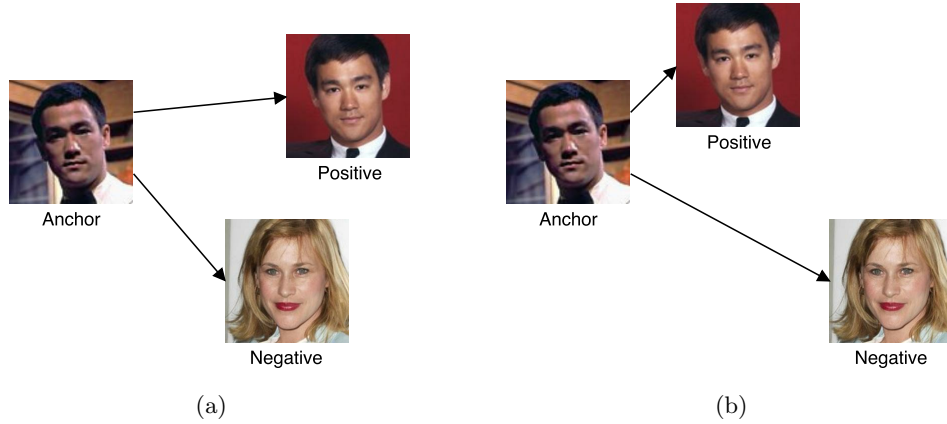 Anchor
Positive
Negative
(a)
Anchor
Positive
Negative
(b)